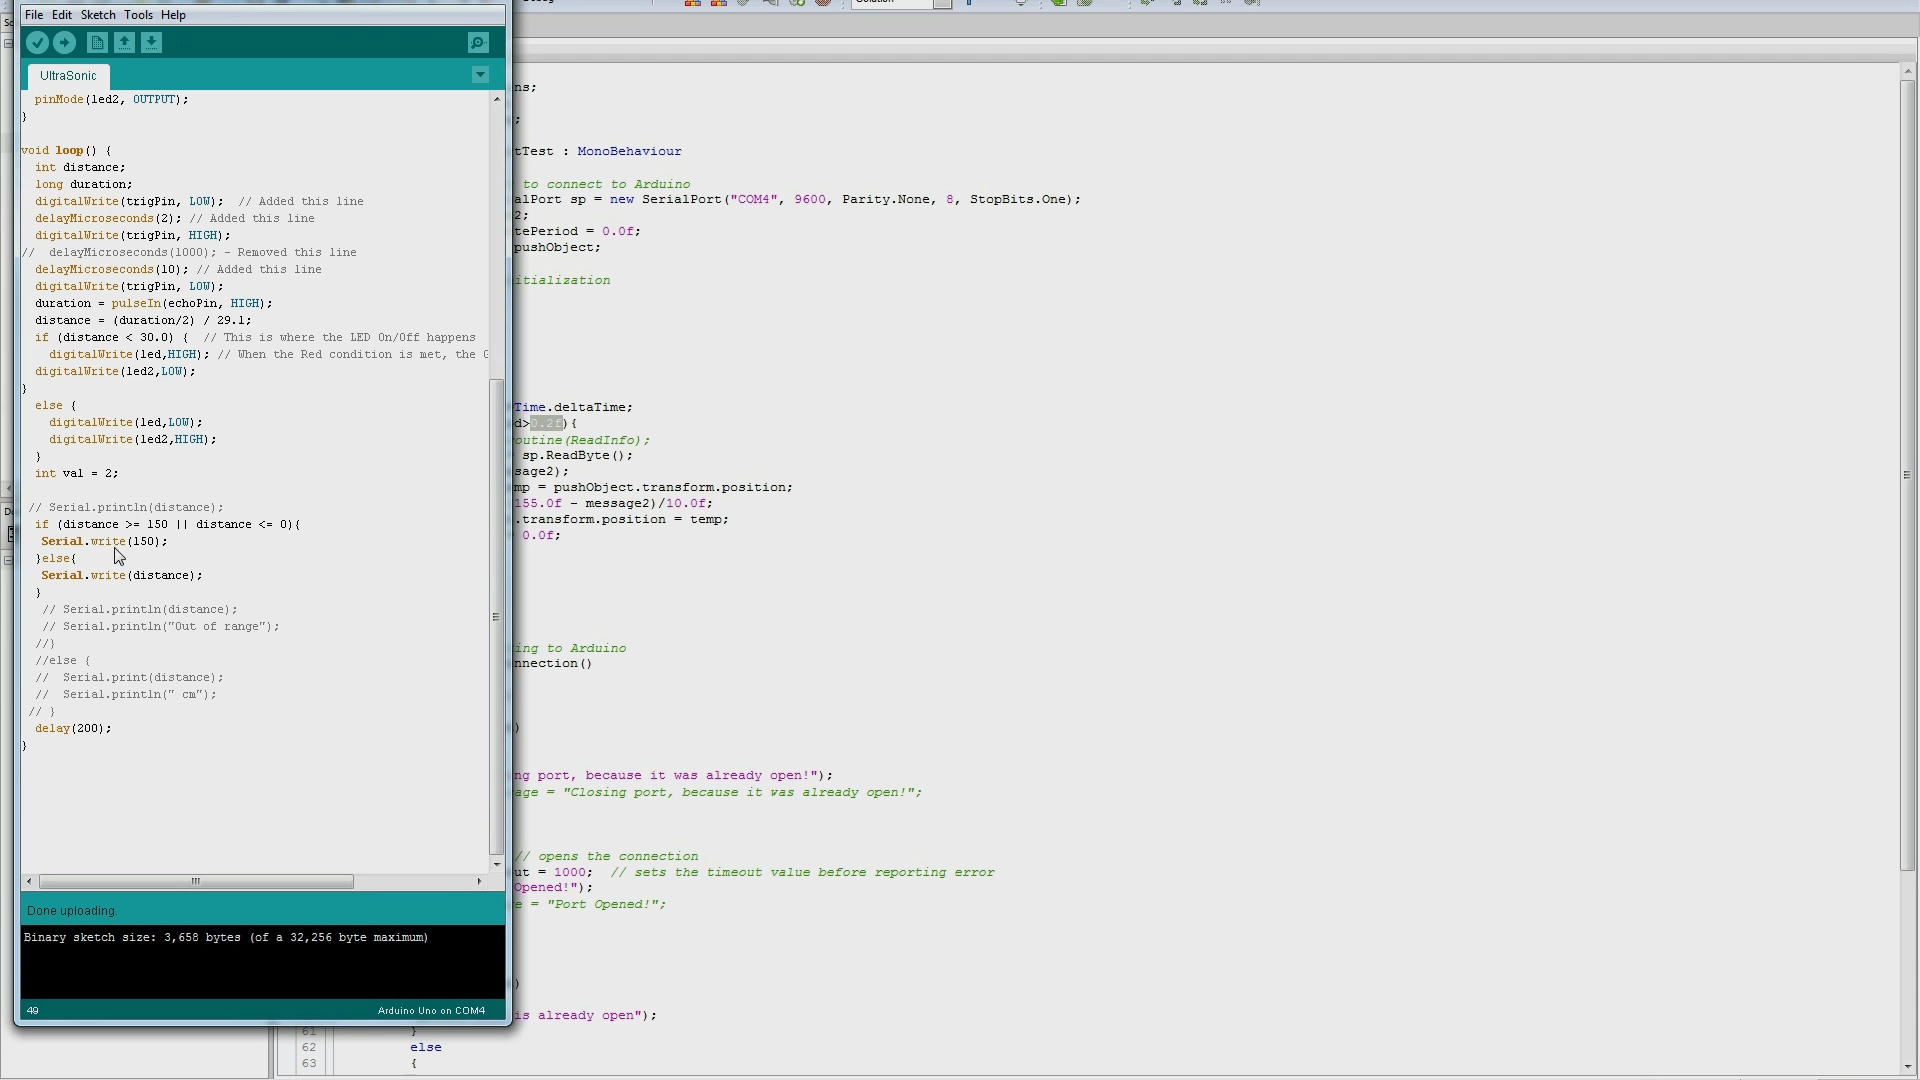 File Edit Sketch Tools Help
UltraSonic
pinMode(led2, OUTPUT);
}
void loop() {
int distance;
long duration;
digitalWrite(trigPin, LOW);  // Added this line
delayMicroseconds(2); // Added this line
digitalWrite(trigPin, HIGH);
//  delayMicroseconds(1000); - Removed this line
delayMicroseconds(10); // Added this line
digitalWrite(trigPin, LOW);
duration = pulseIn(echoPin, HIGH);
distance = (duration/2) / 29.1;
if (distance < 30.0) {  // This is where the LED On/Off happens
digitalWrite(led,HIGH); // When the Red condition is met, the G
digitalWrite(led2,LOW);
}
else {
digitalWrite(led,LOW);
digitalWrite(led2,HIGH);
}
int val = 2;
// Serial.println(distance);
if (distance >= 150 || distance <= 0){
Serial.write(150);
}else{
Serial.write(distance);
}
// Serial.println(distance);
// Serial.println("Out of range");
//}
//else {
//  Serial.print(distance);
//  Serial.println(" cm");
// }
delay(200);
}
Done uploading.
Binary sketch size: 3,658 bytes (of a 32,256 byte maximum)
49
Arduino Uno on COM4
ns;
;
tTest : MonoBehaviour
to connect to Arduino
alPort sp = new SerialPort("COM4", 9600, Parity.None, 8, StopBits.One);
2;
tePeriod = 0.0f;
pushObject;
itialization
Time.deltaTime;
d>0.2f){
outine(ReadInfo);
sp.ReadByte();
sage2);
mp = pushObject.transform.position;
155.0f - message2)/10.0f;
.transform.position = temp;
0.0f;
ing to Arduino
nnection()
)
ng port, because it was already open!");
age = "Closing port, because it was already open!";
// opens the connection
ut = 1000;  // sets the timeout value before reporting error
Opened!");
e = "Port Opened!";
)
is already open");
61 }
62 else
63 {